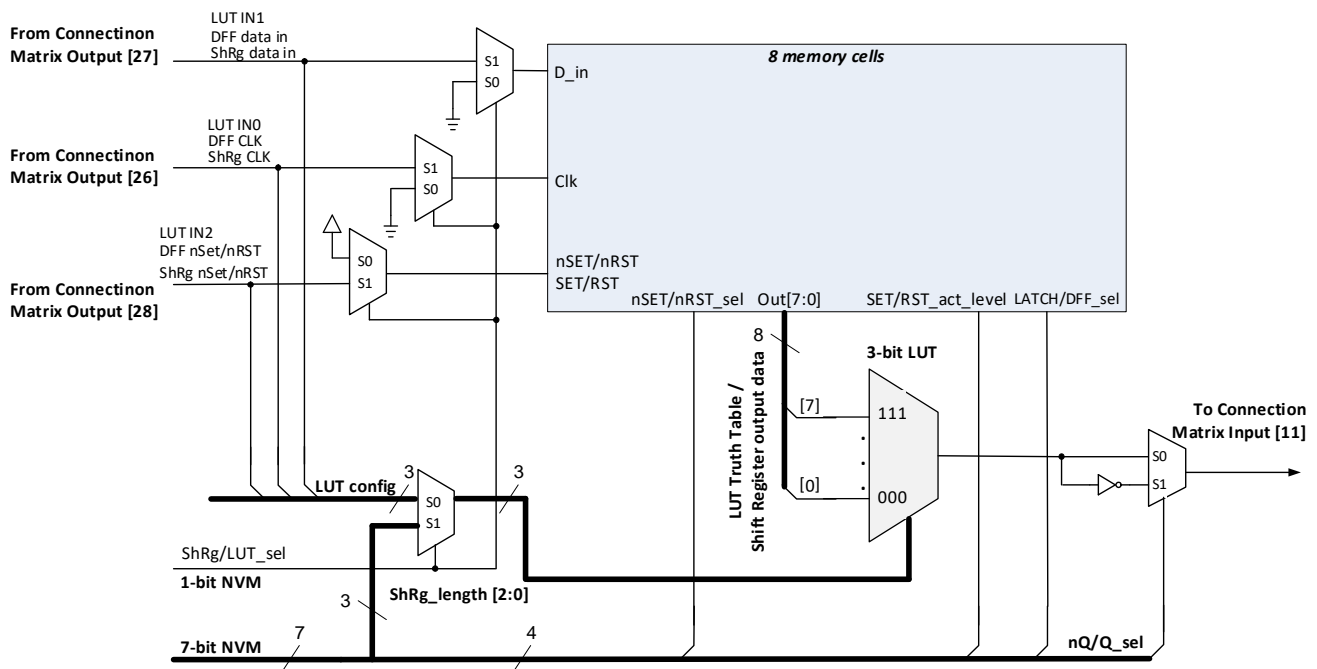 From Connectinon
Matrix Output [27]
LUT IN1
DFF data in
ShRg data in
S1
S0
8 memory cells
D_in
From Connectinon
Matrix Output [26]
LUT IN0
DFF CLK
ShRg CLK
S1
S0
Clk
LUT IN2
DFF nSet/nRST
ShRg nSet/nRST
From Connectinon
Matrix Output [28]
S0
S1
nSET/nRST
SET/RST
nSET/nRST_sel
Out[7:0]
SET/RST_act_level
LATCH/DFF_sel
8
3-bit LUT
LUT Truth Table /
Shift Register output data
[7]
111
[0]
000
To Connection
Matrix Input [11]
S0
S1
LUT config
3
S0
S1
3
ShRg/LUT_sel
1-bit NVM
ShRg_length [2:0]
3
7-bit NVM
7
4
nQ/Q_sel